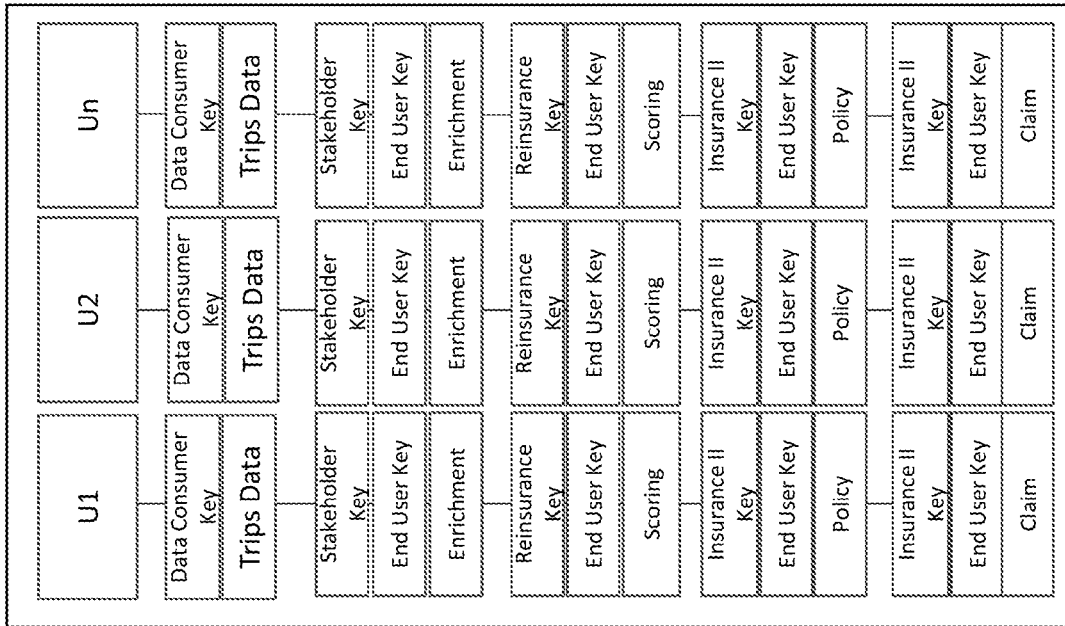 U1
Data Consumer
Key
Trips Data
Stakeholder
Key
End User Key
Enrichment
Reinsurance
Key
End User Key
Scoring
Insurance II
Key
End User Key
Policy
Insurance II
Key
End User Key
Claim
U2
Data Consumer
Key
Trips Data
Stakeholder
Key
End User Key
Enrichment
Reinsurance
Key
End User Key
Scoring
Insurance II
Key
End User Key
Policy
Insurance II
Key
End User Key
Claim
Un
Data Consumer
Key
Trips Data
Stakeholder
Key
End User Key
Enrichment
Reinsurance
Key
End User Key
Scoring
Insurance II
Key
End User Key
Policy
Insurance II
Key
End User Key
Claim